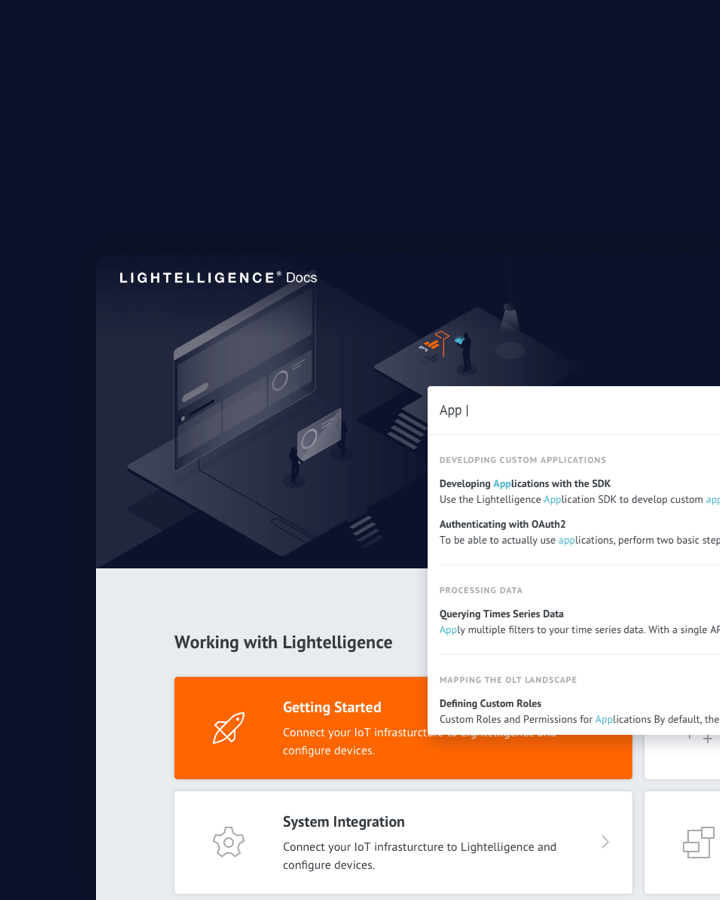 LIGHTELLIGENCE® Docs
App |
DEVELOPING CUSTOM APPLICATIONS
Developing Applications with the SDK
Use the Lightelligence Application SDK to develop custom app
Authenticating with OAuth2
To be able to actually use applications, perform two basic step
PROCESSING DATA
Querying Times Series Data
Apply multiple filters to your time series data. With a single AP
MAPPING THE OLT LANDSCAPE
Defining Custom Roles
Custom Roles and Permissions for Applications By default, the
Working with Lightelligence
Getting Started
Connect your IoT infrasturcture to Lightelligence and
configure devices.
System Integration
Connect your IoT infrasturcture to Lightelligence and
configure devices.